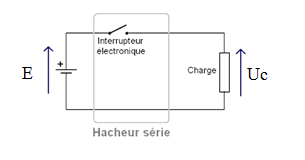 Interrupteur
électronique
+
E
Charge
Uc
Hacheur série